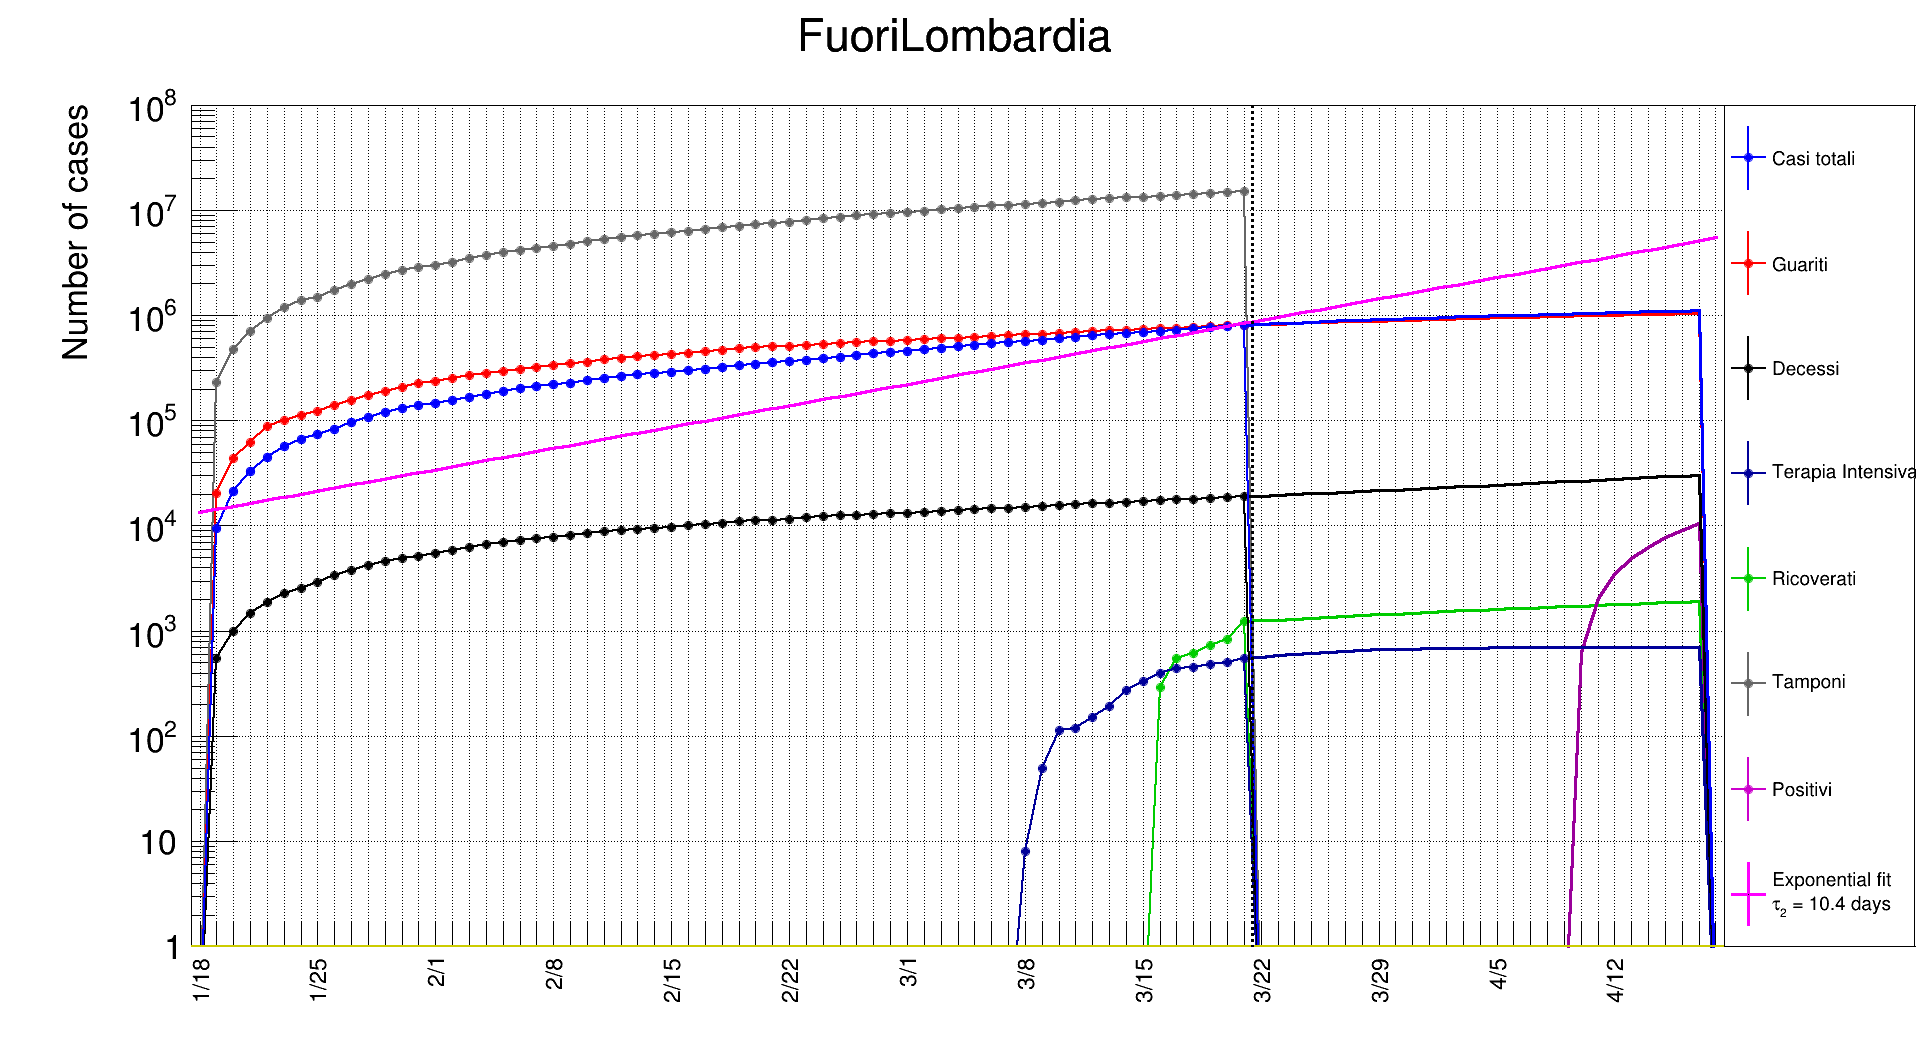 FuoriLombardia
Number of cases
10^8
10^7
10^6
10^5
10^4
10^3
10^2
10
1
1/18
1/25
2/1
2/8
2/15
2/22
3/1
3/8
3/15
3/22
3/29
4/5
4/12
Casi totali
Guariti
Decessi
Terapia Intensiva
Ricoverati
Tamponi
Positivi
Exponential fit
τ₂ = 10.4 days